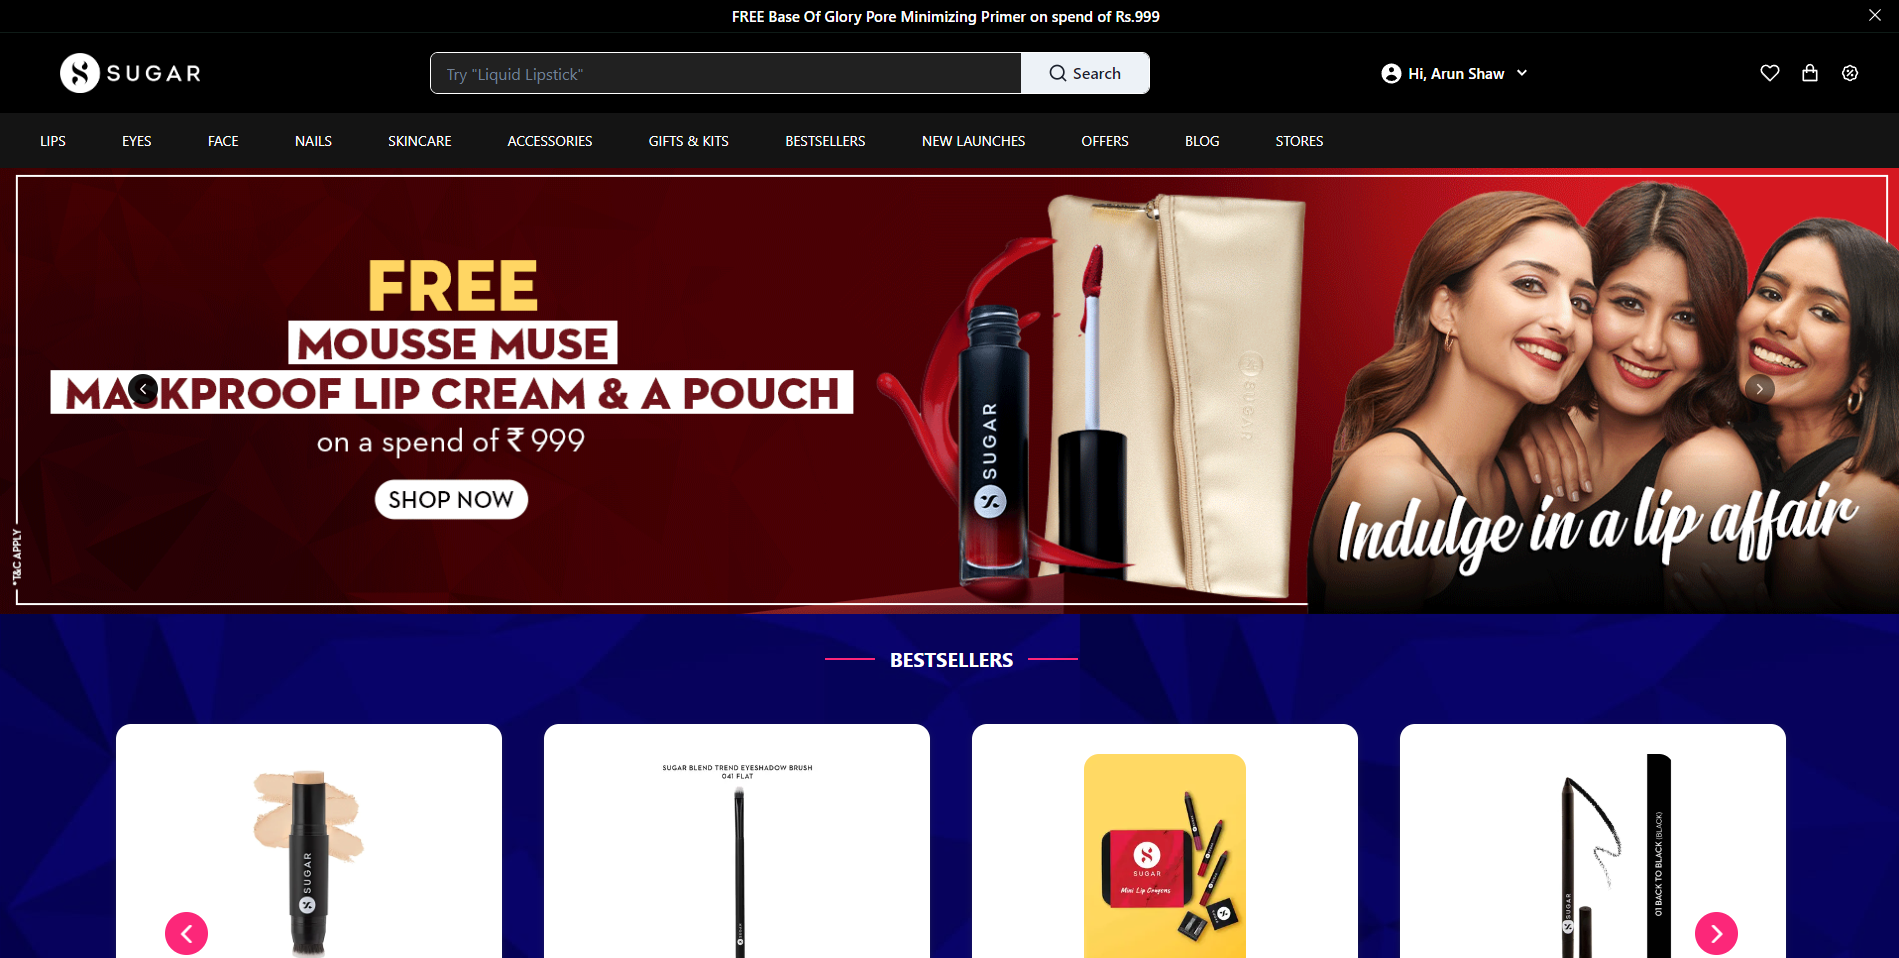 FREE Base Of Glory Pore Minimizing Primer on spend of Rs.999
SUGAR
Try "Liquid Lipstick"
Search
Hi, Arun Shaw
LIPS
EYES
FACE
NAILS
SKINCARE
ACCESSORIES
GIFTS & KITS
BESTSELLERS
NEW LAUNCHES
OFFERS
BLOG
STORES
FREE
MOUSSE MUSE
MASKPROOF LIP CREAM & A POUCH
on a spend of ₹ 999
SHOP NOW
*T&C APPLY
SUGAR
SUGAR
Indulge in a lip affair
BESTSELLERS
SUGAR
SUGAR BLEND TREND EYESHADOW BRUSH
041 FLAT
SUGAR
Mini Lip Crayons
SUGAR
01 BACK TO BLACK (BLACK)